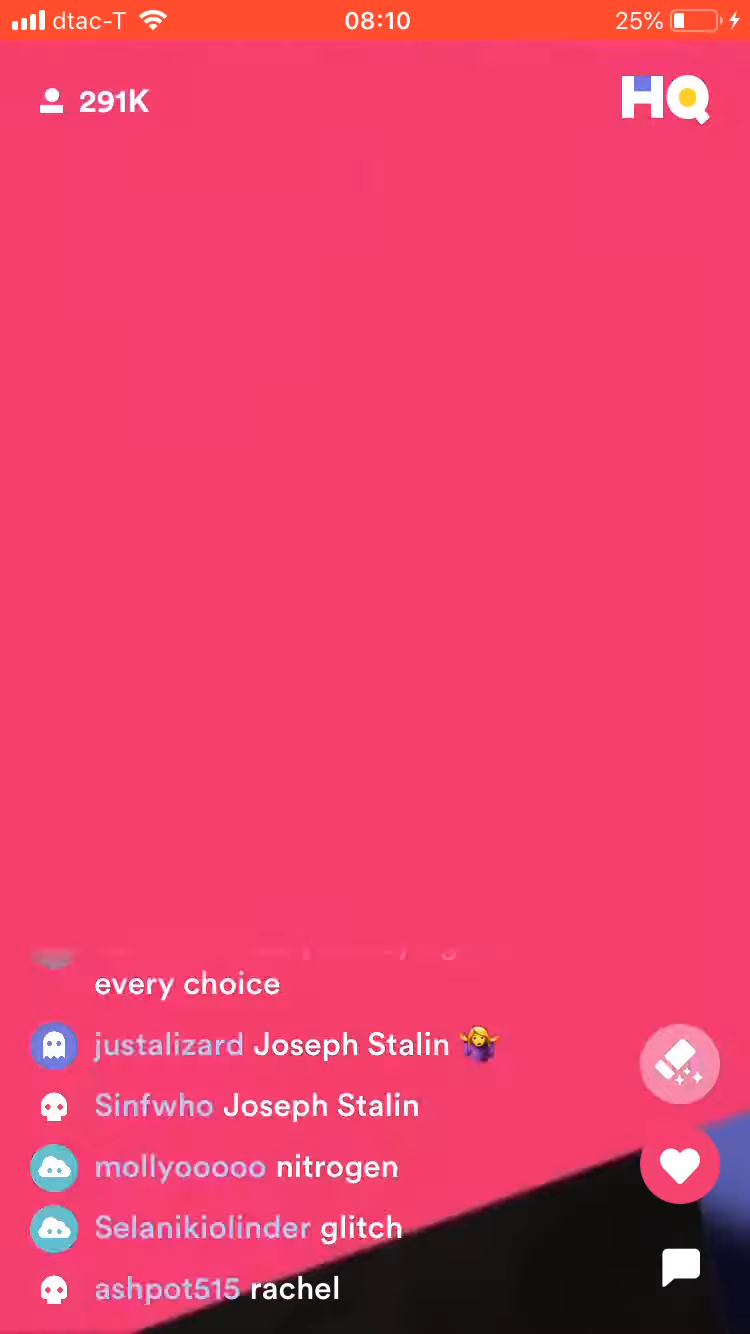 dtac-T 08:10 25%
291K HQ
every choice
justalizard Joseph Stalin 🤷‍♀️
Sinfwho Joseph Stalin
mollyooooo nitrogen
Selanikiolinder glitch
ashpot515 rachel